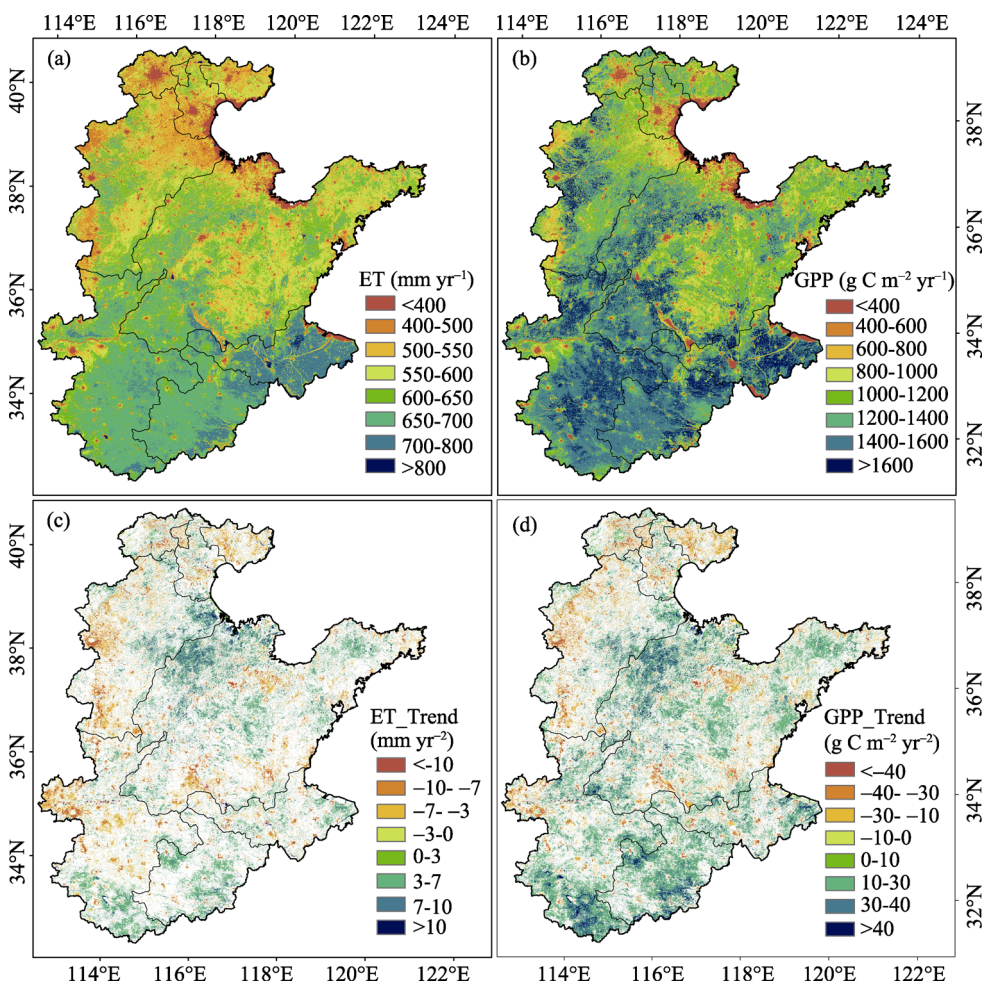 114°E 116°E 118°E 120°E 122°E 114°E 116°E 118°E 120°E 122°E
(a)
40°N
38°N
36°N
34°N
ET (mm yr⁻¹)
<400
400-500
500-550
550-600
600-650
650-700
700-800
>800
(b)
38°N
36°N
34°N
32°N
GPP (g C m⁻² yr⁻¹)
<400
400-600
600-800
800-1000
1000-1200
1200-1400
1400-1600
>1600
(c)
40°N
38°N
36°N
34°N
ET_Trend
(mm yr⁻²)
<-10
–10- –7
–7- –3
–3-0
0-3
3-7
7-10
>10
(d)
38°N
36°N
34°N
32°N
GPP_Trend
(g C m⁻² yr⁻²)
<–40
–40- –30
–30- –10
–10-0
0-10
10-30
30-40
>40
114°E 116°E 118°E 120°E 122°E 114°E 116°E 118°E 120°E 122°E